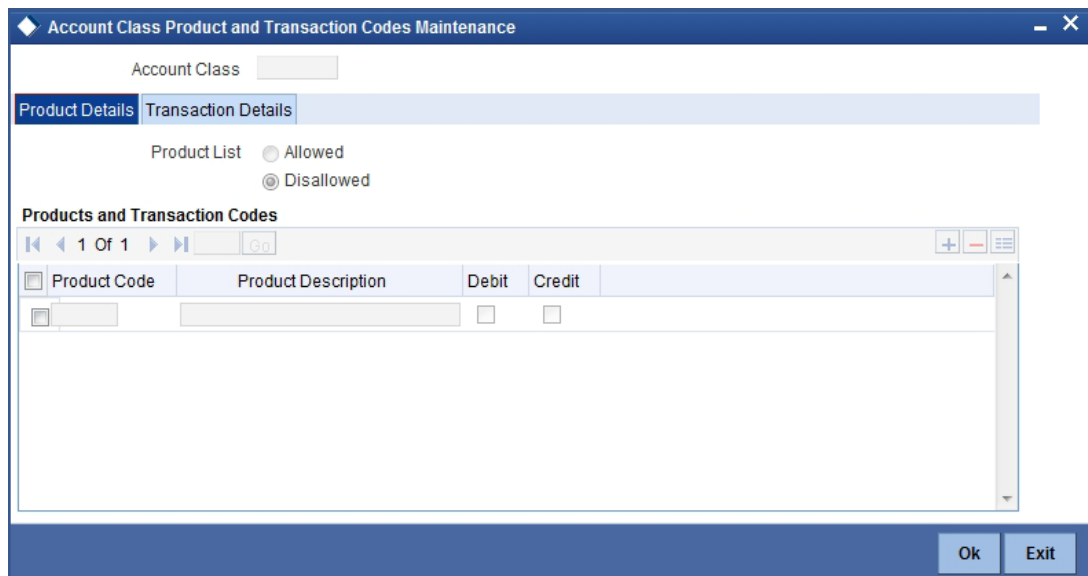 Account Class Product and Transaction Codes Maintenance
Account Class
Product Details Transaction Details
Product List Allowed
Disallowed
Products and Transaction Codes
1 Of 1 Go
Product Code Product Description Debit Credit
Ok Exit